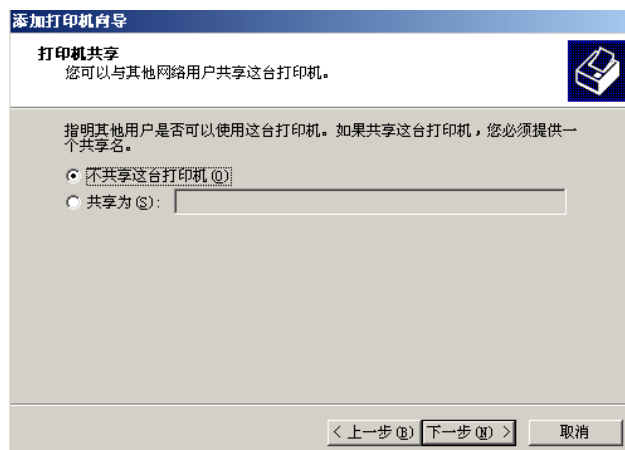 添加打印机向导
打印机共享
您可以与其他网络用户共享这台打印机。
指明其他用户是否可以使用这台打印机。如果共享这台打印机，您必须提供一
个共享名。
不共享这台打印机(O)
共享为(S):
< 上一步(B) 下一步(N) > 取消